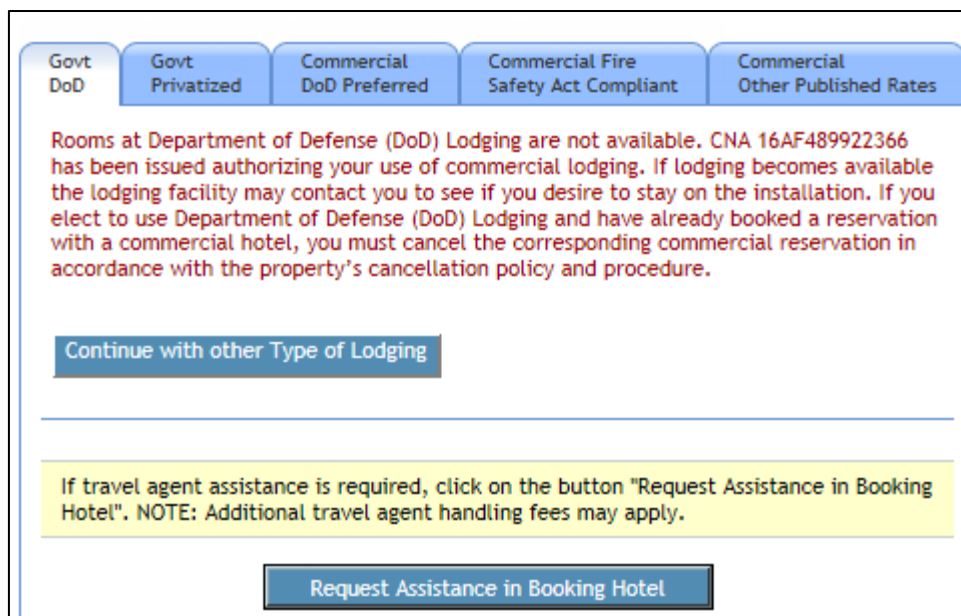 Govt DoD
Govt Privatized
Commercial DoD Preferred
Commercial Fire Safety Act Compliant
Commercial Other Published Rates
Rooms at Department of Defense (DoD) Lodging are not available. CNA 16AF489922366
has been issued authorizing your use of commercial lodging. If lodging becomes available
the lodging facility may contact you to see if you desire to stay on the installation. If you
elect to use Department of Defense (DoD) Lodging and have already booked a reservation
with a commercial hotel, you must cancel the corresponding commercial reservation in
accordance with the property's cancellation policy and procedure.
Continue with other Type of Lodging
If travel agent assistance is required, click on the button "Request Assistance in Booking
Hotel". NOTE: Additional travel agent handling fees may apply.
Request Assistance in Booking Hotel